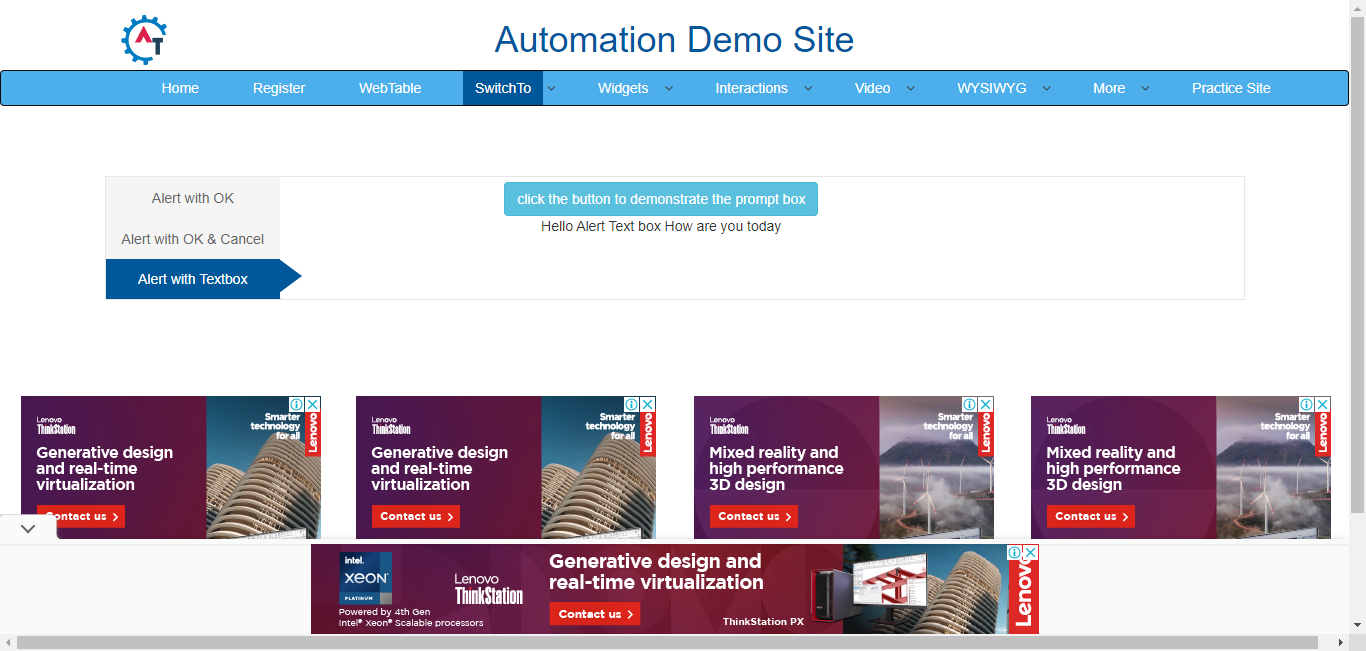 AT
Automation Demo Site
Home Register WebTable SwitchTo Widgets Interactions Video WYSIWYG More Practice Site
Alert with OK
Alert with OK & Cancel
Alert with Textbox
click the button to demonstrate the prompt box
Hello Alert Text box How are you today
Lenovo
ThinkStation
Generative design
and real-time
virtualization
Contact us
Smarter
technology
for all
Lenovo
Lenovo
ThinkStation
Generative design
and real-time
virtualization
Contact us
Smarter
technology
for all
Lenovo
Lenovo
ThinkStation
Mixed reality and
high performance
3D design
Contact us
Smarter
technology
for all
Lenovo
Lenovo
ThinkStation
Mixed reality and
high performance
3D design
Contact us
Smarter
technology
for all
Lenovo
intel.
XEON
PLATINUM
Powered by 4th Gen
Intel® Xeon® Scalable processors
Lenovo
ThinkStation
Generative design and
real-time virtualization
Contact us
ThinkStation PX
Lenovo